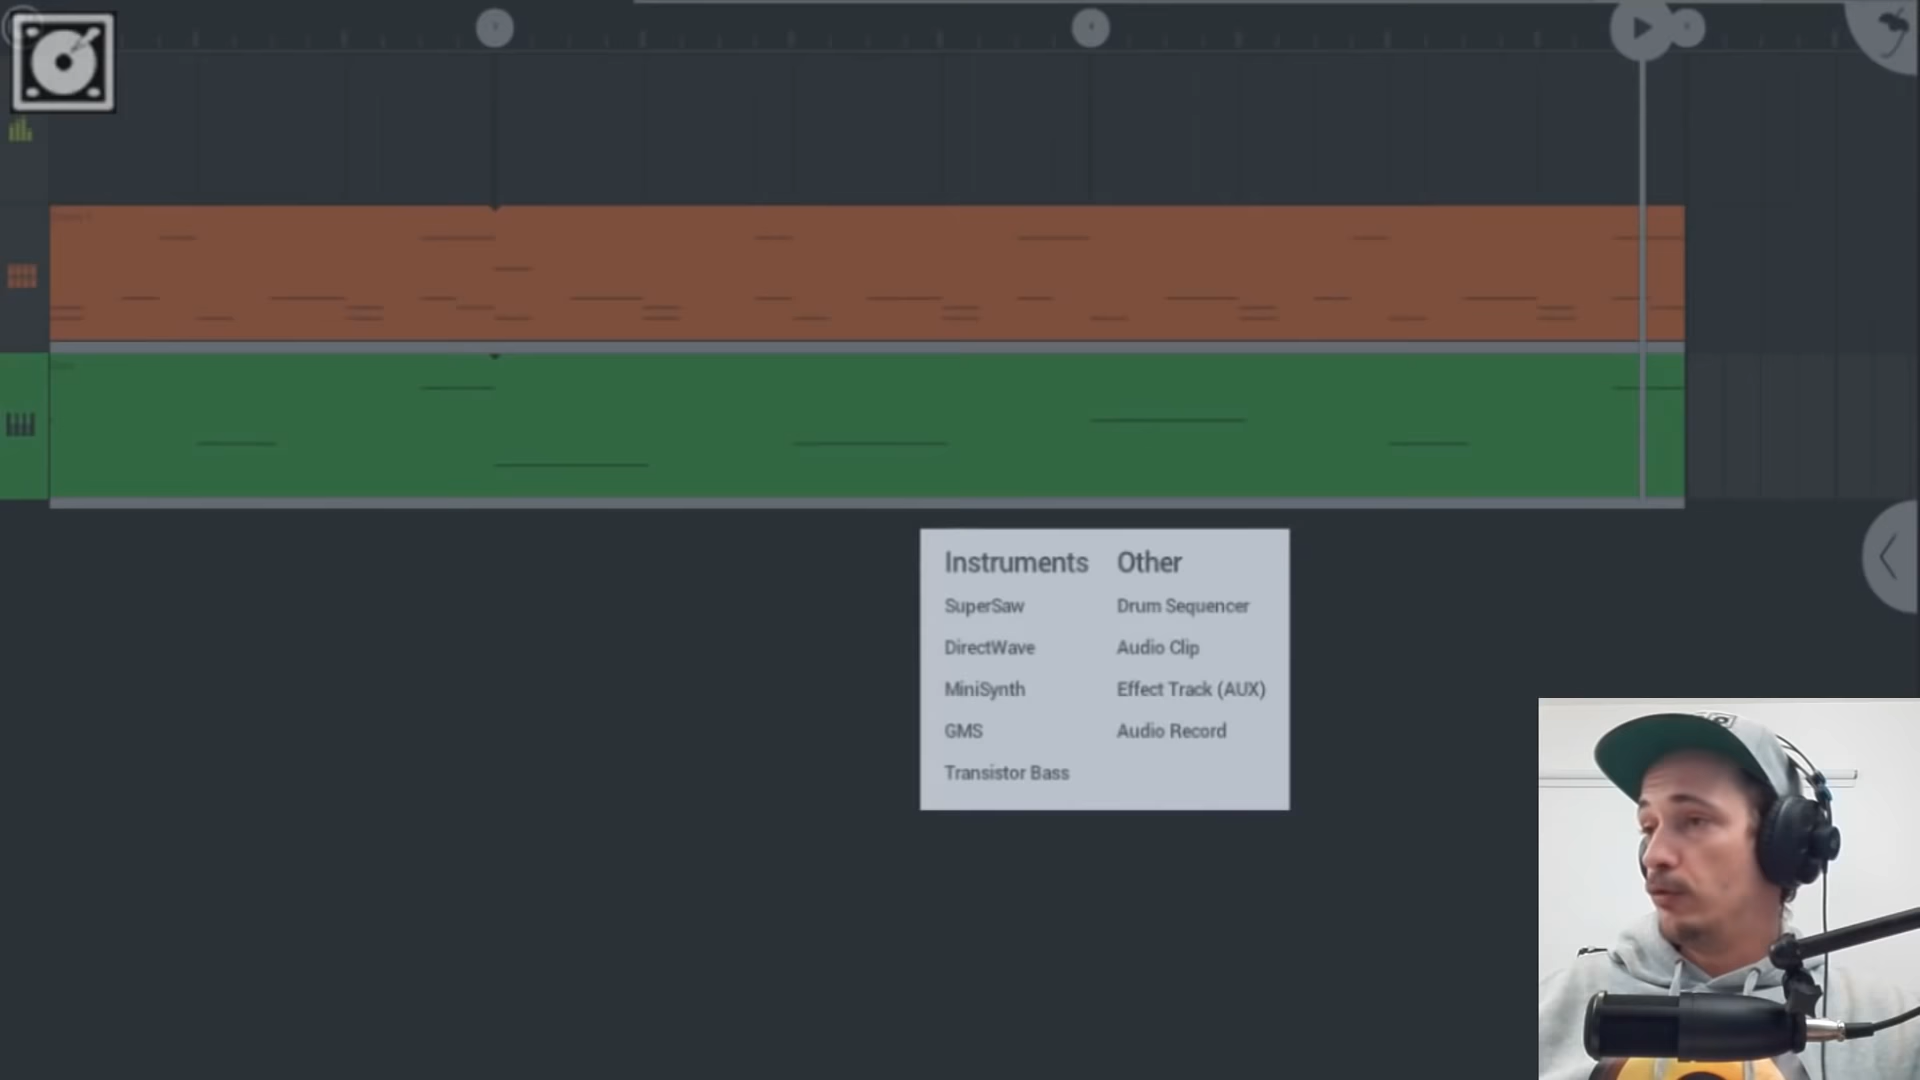 Instruments
SuperSaw
DirectWave
MiniSynth
GMS
Transistor Bass
Other
Drum Sequencer
Audio Clip
Effect Track (AUX)
Audio Record